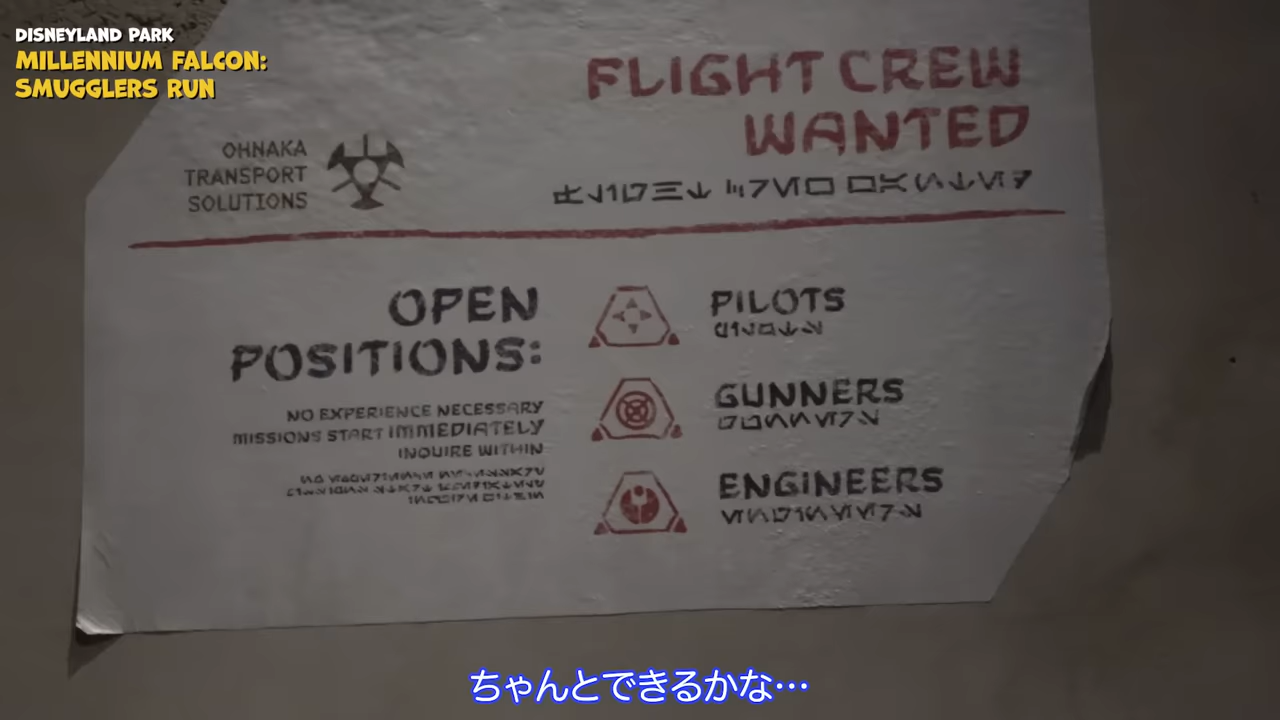 DISNEYLAND PARK
MILLENNIUM FALCON:
SMUGGLERS RUN
FLIGHT CREW
WANTED
OHNAKA
TRANSPORT
SOLUTIONS
OPEN
POSITIONS:
NO EXPERIENCE NECESSARY
MISSIONS START IMMEDIATELY
INQUIRE WITHIN
PILOTS
GUNNERS
ENGINEERS
ちゃんとできるかな…